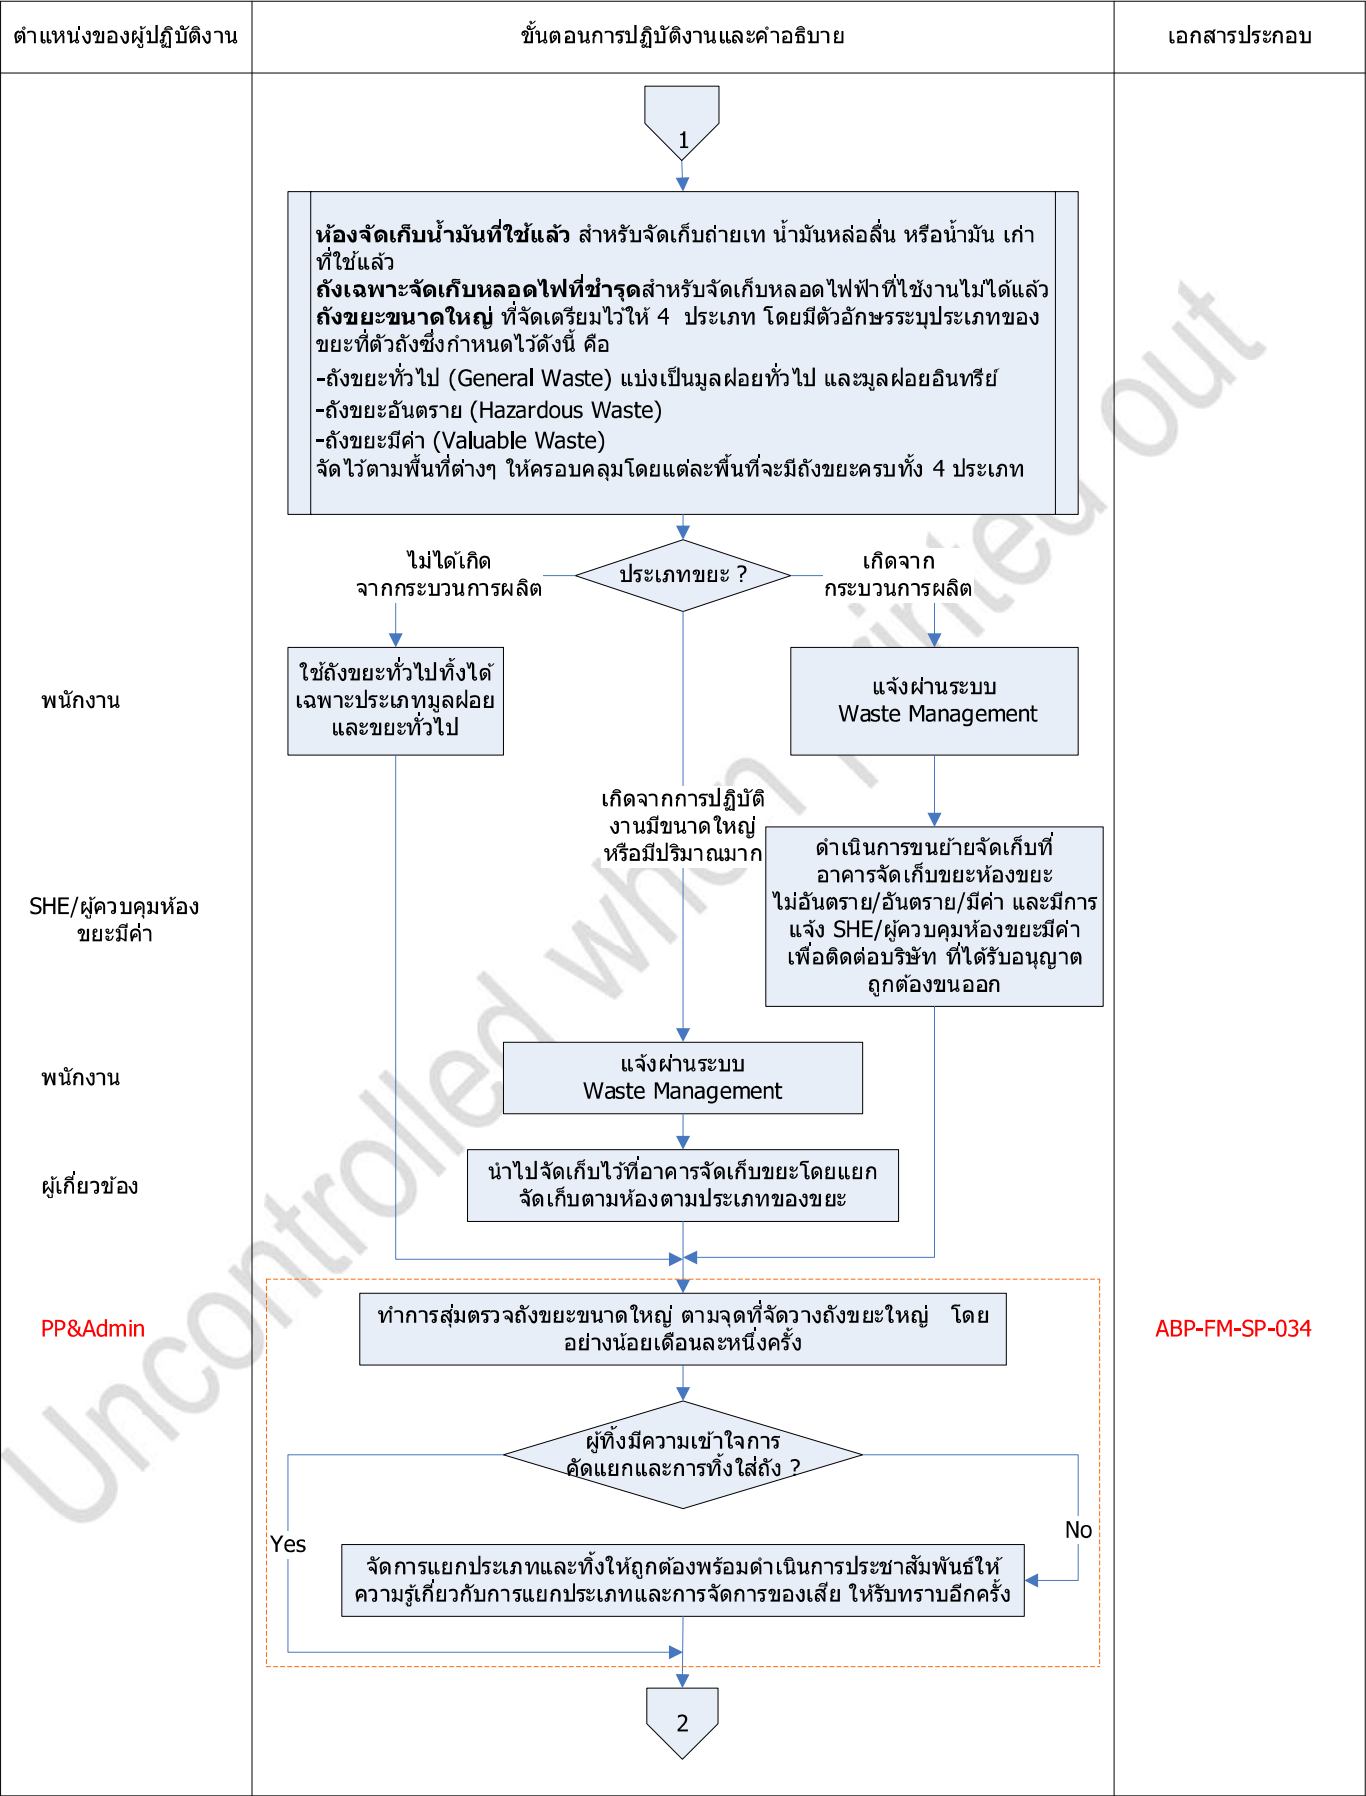 ตำแหน่งของผู้ปฏิบัติงาน
ขั้นตอนการปฏิบัติงานและคำอธิบาย
เอกสารประกอบ
1
ห้องจัดเก็บน้ำมันที่ใช้แล้ว สำหรับจัดเก็บถ่ายเท น้ำมันหล่อลื่น หรือน้ำมัน เก่า
ที่ใช้แล้ว
ถังเฉพาะจัดเก็บหลอดไฟที่ชำรุดสำหรับจัดเก็บหลอดไฟฟ้าที่ใช้งานไม่ได้แล้ว
ถังขยะขนาดใหญ่ ที่จัดเตรียมไว้ให้ 4 ประเภท โดยมีตัวอักษรระบุประเภทของ
ขยะที่ตัวถังซึ่งกำหนดไว้ดังนี้ คือ
-ถังขยะทั่วไป (General Waste) แบ่งเป็นมูลฝอยทั่วไป และมูลฝอยอินทรีย์
-ถังขยะอันตราย (Hazardous Waste)
-ถังขยะมีค่า (Valuable Waste)
จัดไว้ตามพื้นที่ต่างๆ ให้ครอบคลุมโดยแต่ละพื้นที่จะมีถังขยะครบทั้ง 4 ประเภท
ไม่ได้เกิด
จากกระบวนการผลิต
ประเภทขยะ ?
เกิดจาก
กระบวนการผลิต
พนักงาน
ใช้ถังขยะทั่วไปทิ้งได้
เฉพาะประเภทมูลฝอย
และขยะทั่วไป
แจ้งผ่านระบบ
Waste Management
เกิดจากการปฏิบัติ
งานมีขนาดใหญ่
หรือมีปริมาณมาก
SHE/ผู้ควบคุมห้อง
ขยะมีค่า
ดำเนินการขนย้ายจัดเก็บที่
อาคารจัดเก็บขยะห้องขยะ
ไม่อันตราย/อันตราย/มีค่า และมีการ
แจ้ง SHE/ผู้ควบคุมห้องขยะมีค่า
เพื่อติดต่อบริษัท ที่ได้รับอนุญาต
ถูกต้องขนออก
พนักงาน
แจ้งผ่านระบบ
Waste Management
ผู้เกี่ยวข้อง
นำไปจัดเก็บไว้ที่อาคารจัดเก็บขยะโดยแยก
จัดเก็บตามห้องตามประเภทของขยะ
PP&Admin
ทำการสุ่มตรวจถังขยะขนาดใหญ่ ตามจุดที่จัดวางถังขยะใหญ่ โดย
อย่างน้อยเดือนละหนึ่งครั้ง
ABP-FM-SP-034
ผู้ทิ้งมีความเข้าใจการ
คัดแยกและการทิ้งใส่ถัง ?
Yes
No
จัดการแยกประเภทและทิ้งให้ถูกต้องพร้อมดำเนินการประชาสัมพันธ์ให้
ความรู้เกี่ยวกับการแยกประเภทและการจัดการของเสีย ให้รับทราบอีกครั้ง
2
Uncontrolled when printed out